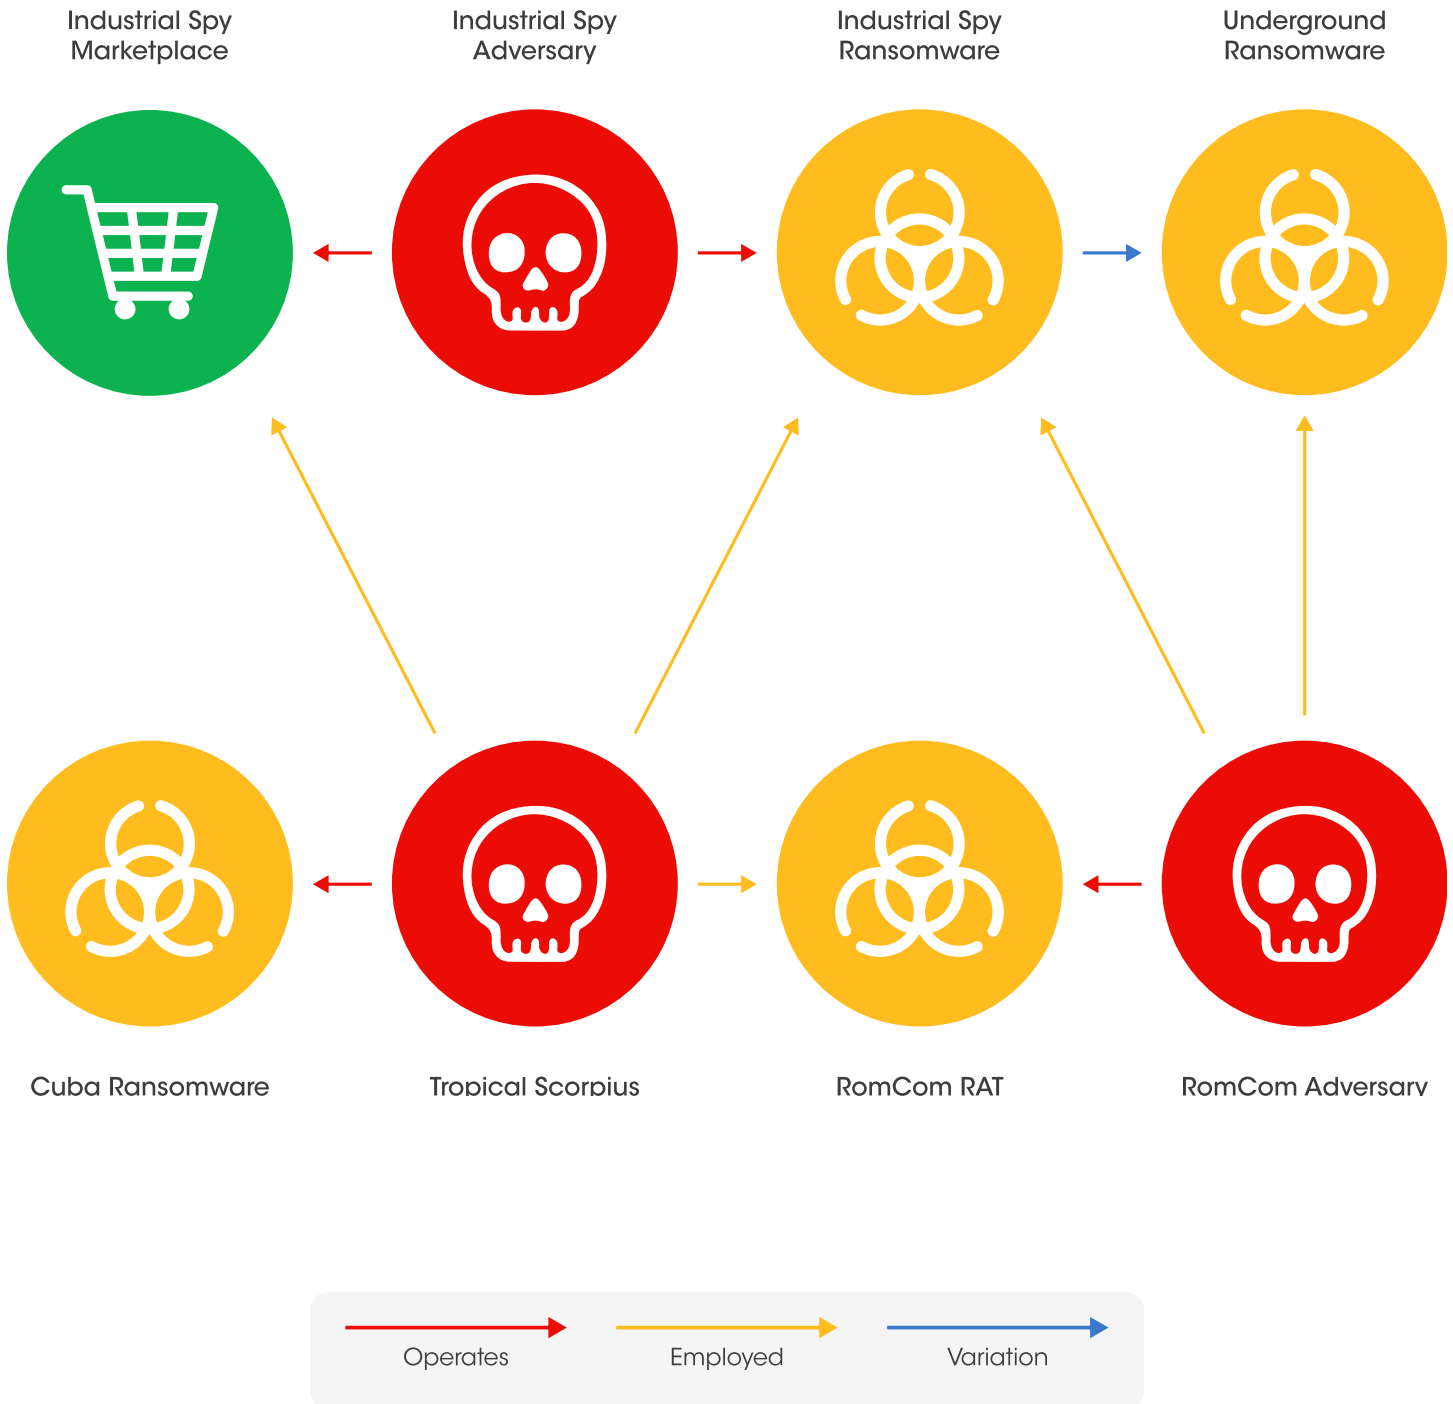 Industrial Spy
Marketplace
Industrial Spy
Adversary
Industrial Spy
Ransomware
Underground
Ransomware
Cuba Ransomware
Tropical Scorpius
RomCom RAT
RomCom Adversary
Operates
Employed
Variation